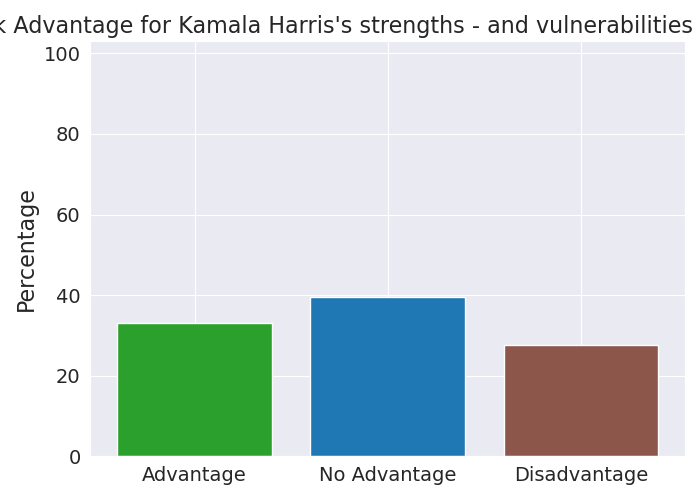 Advantage for Kamala Harris's strengths - and vulnerabilities
100
80
60
40
20
0
Percentage
Advantage
No Advantage
Disadvantage